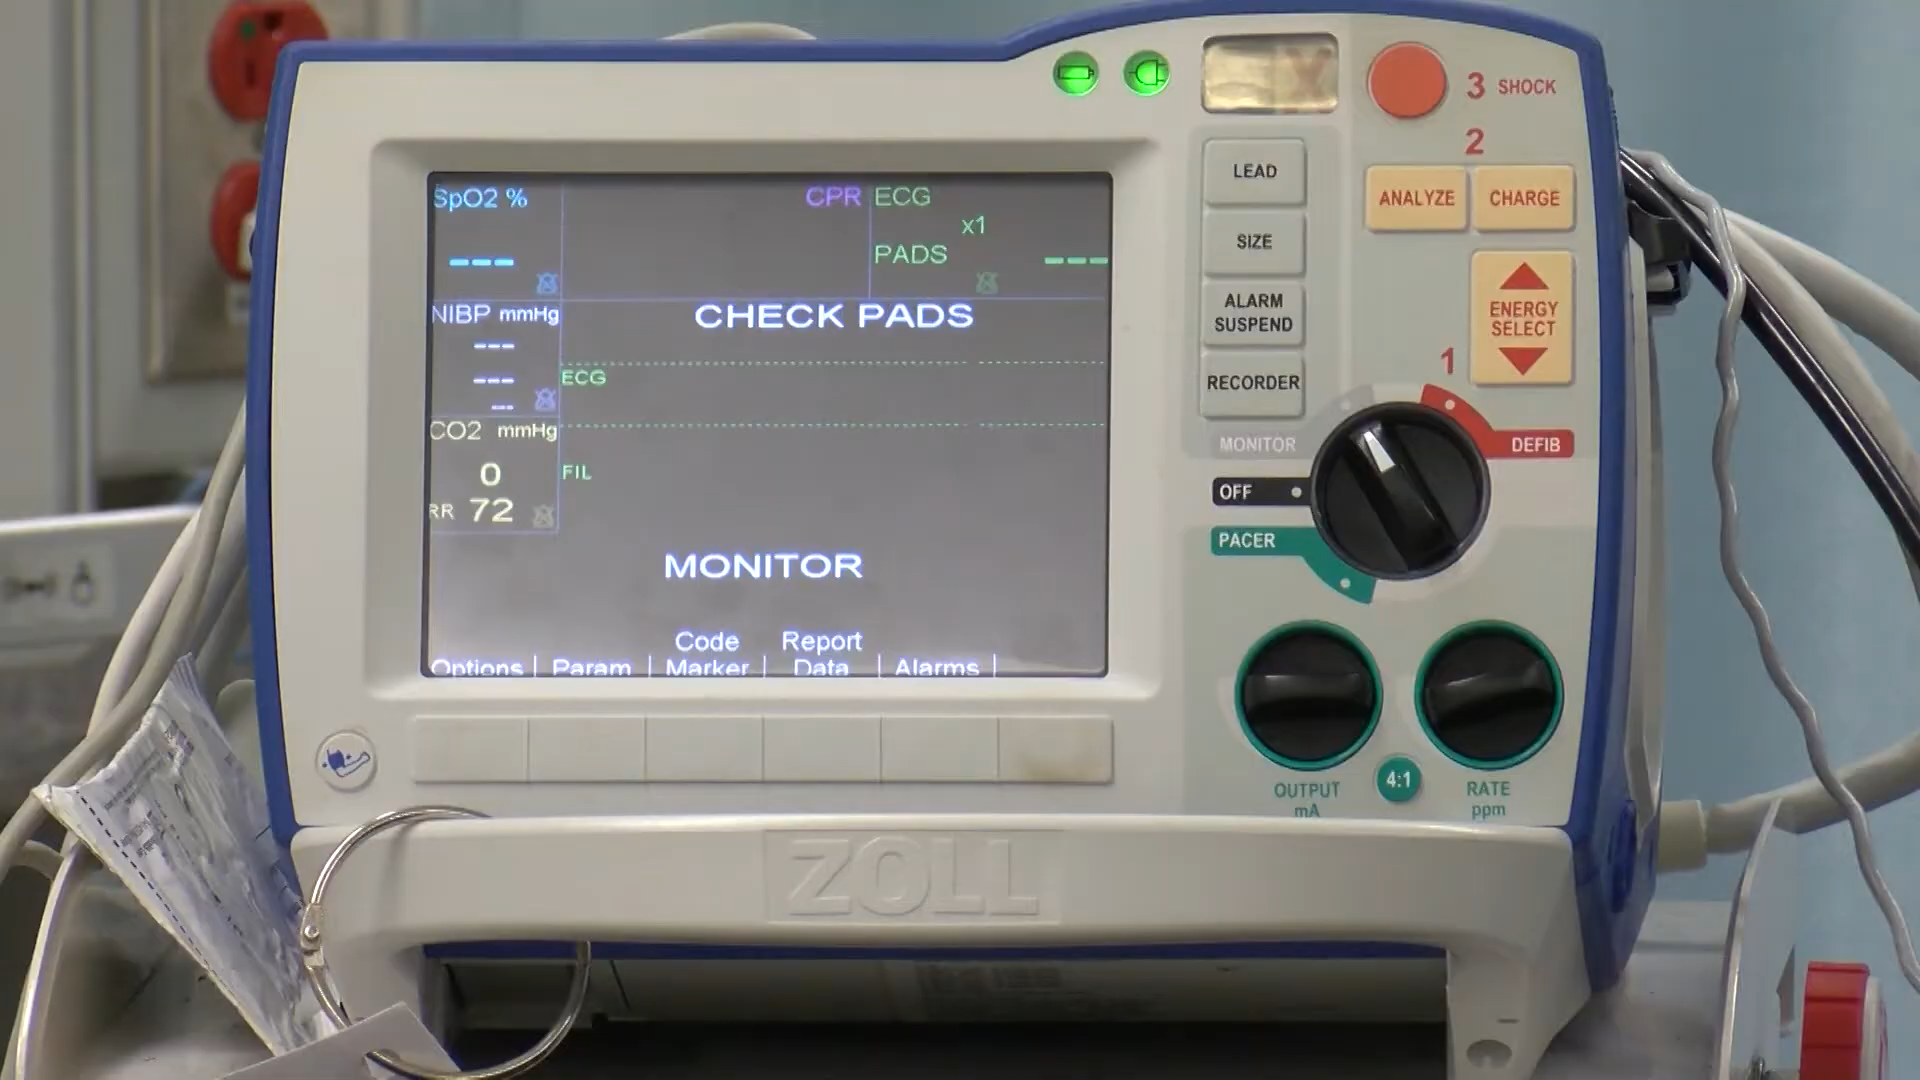 SpO2 %
---
CPR
ECG
x1
PADS
---
NIBP mmHg
---
---
---
CHECK PADS
ECG
CO2 mmHg
0
RR 72
FIL
MONITOR
Options
Param
Code
Marker
Report
Data
Alarms
LEAD
SIZE
ALARM
SUSPEND
RECORDER
3 SHOCK
2
ANALYZE
CHARGE
ENERGY
SELECT
1
MONITOR
DEFIB
OFF
PACER
OUTPUT
mA
4:1
RATE
ppm
ZOLL